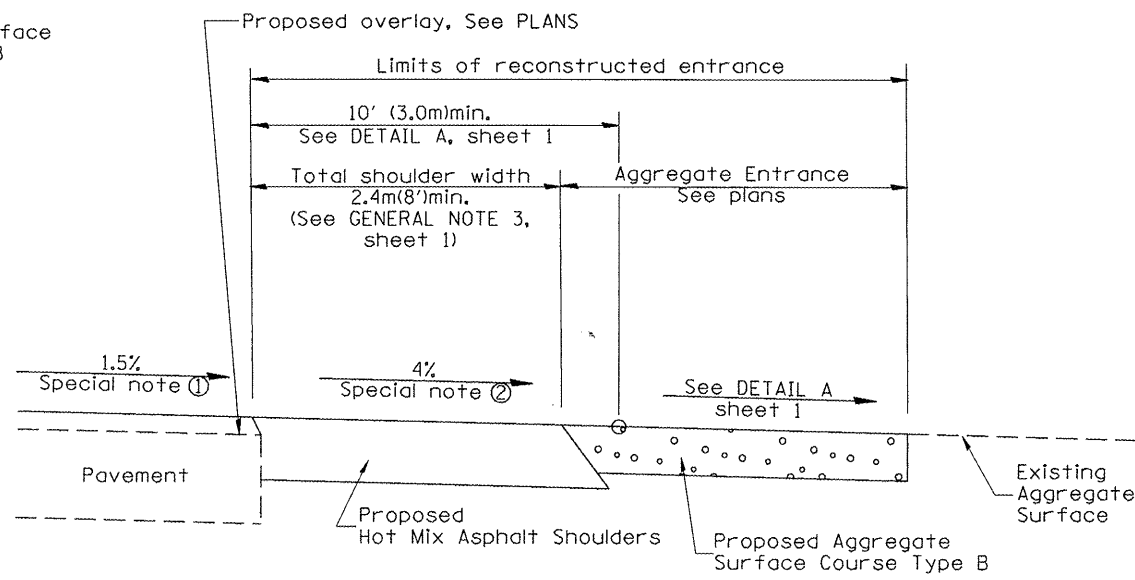 Proposed overlay, See PLANS
face
B
Limits of reconstructed entrance
10' (3.0m)min.
See DETAIL A, sheet 1
Total shoulder width
2.4m(8')min.
(See GENERAL NOTE 3,
sheet 1)
Aggregate Entrance
See plans
1.5%
Special note ①
4%
Special note ②
See DETAIL A
sheet 1
Pavement
Existing
Aggregate
Surface
Proposed
Hot Mix Asphalt Shoulders
Proposed Aggregate
Surface Course Type B